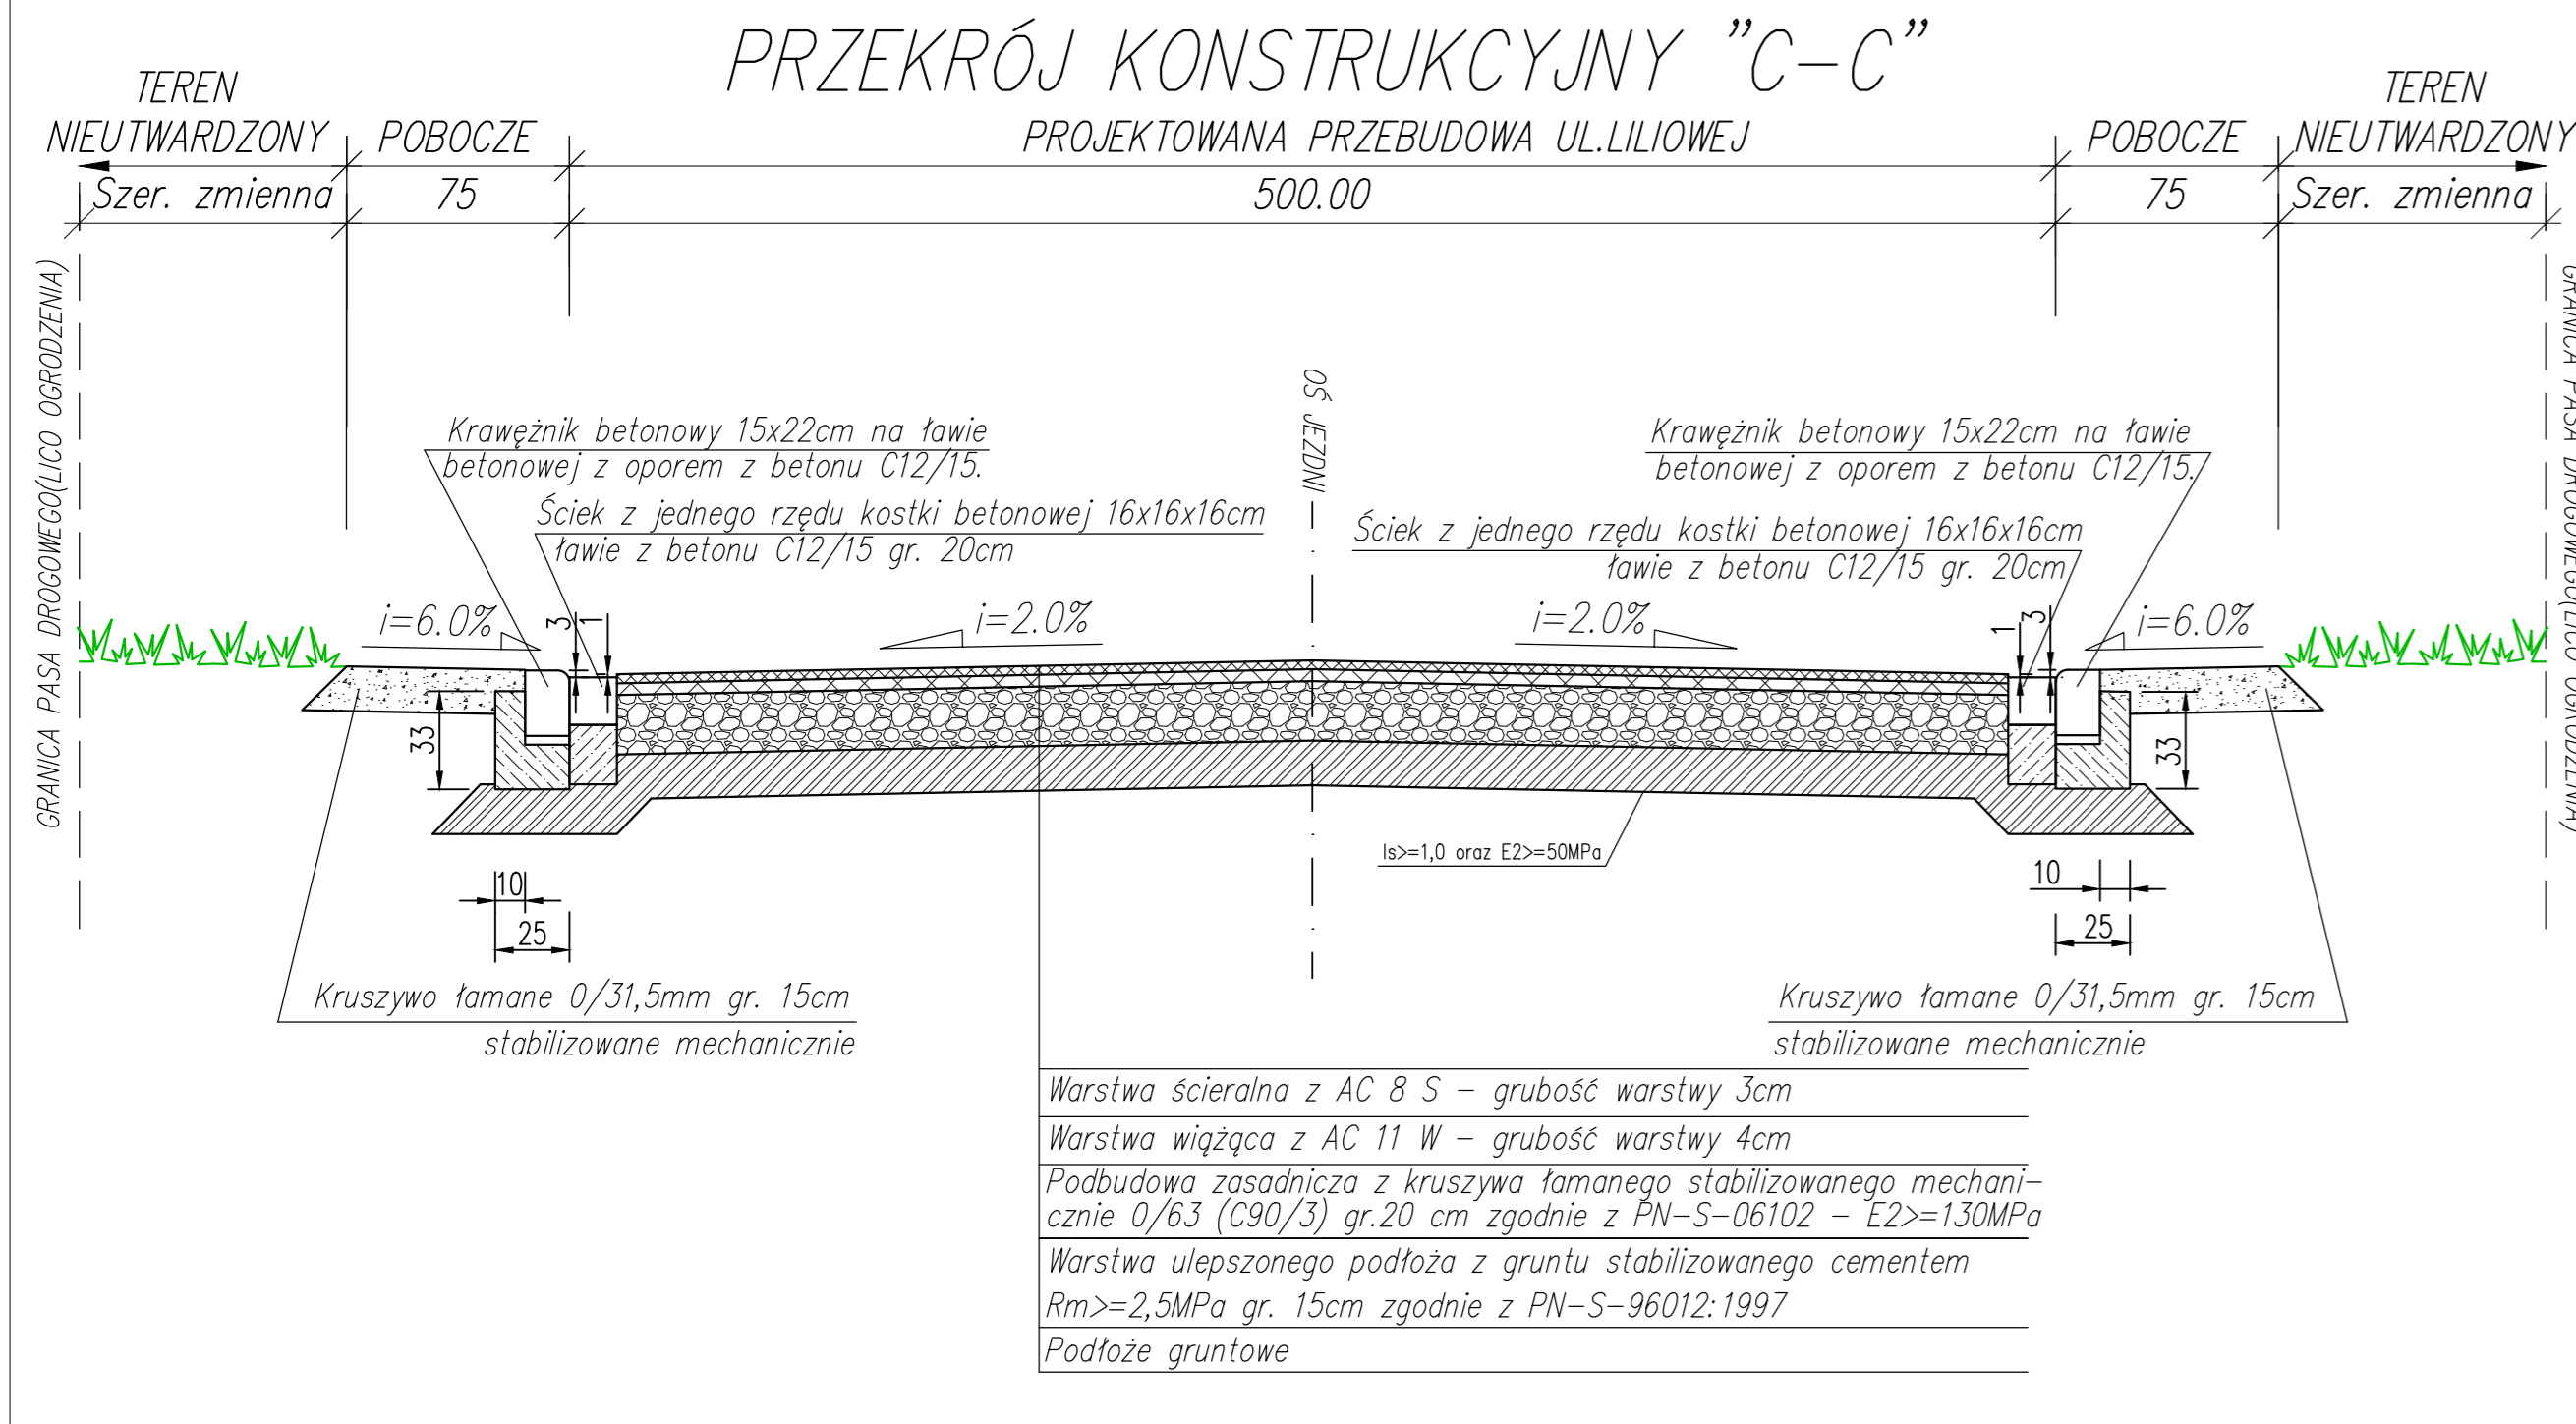 PRZEKRÓJ KONSTRUKCYJNY "C-C"
TEREN
NIEUTWARDZONY
POBOCZE
PROJEKTOWANA PRZEBUDOWA UL.LILIOWEJ
POBOCZE
TEREN
NIEUTWARDZONY
Szer. zmienna
75
500.00
75
Szer. zmienna
GRANICA PASA DROGOWEGO(LICO OGRODZENIA)
GRANICA PASA DROGOWEGO(LICO OGRODZENIA)
OŚ JEZDNI
Krawężnik betonowy 15x22cm na ławie
betonowej z oporem z betonu C12/15.
Ściek z jednego rzędu kostki betonowej 16x16x16cm
ławie z betonu C12/15 gr. 20cm
Krawężnik betonowy 15x22cm na ławie
betonowej z oporem z betonu C12/15.
Ściek z jednego rzędu kostki betonowej 16x16x16cm
ławie z betonu C12/15 gr. 20cm
i=6.0%
3
1
i=2.0%
i=2.0%
1
3
i=6.0%
33
33
Is>=1,0 oraz E2>=50MPa
10
25
10
25
Kruszywo łamane 0/31,5mm gr. 15cm
stabilizowane mechanicznie
Kruszywo łamane 0/31,5mm gr. 15cm
stabilizowane mechanicznie
Warstwa ścieralna z AC 8 S – grubość warstwy 3cm
Warstwa wiążąca z AC 11 W – grubość warstwy 4cm
Podbudowa zasadnicza z kruszywa łamanego stabilizowanego mechani-
cznie 0/63 (C90/3) gr.20 cm zgodnie z PN-S-06102 – E2>=130MPa
Warstwa ulepszonego podłoża z gruntu stabilizowanego cementem
Rm>=2,5MPa gr. 15cm zgodnie z PN-S-96012:1997
Podłoże gruntowe